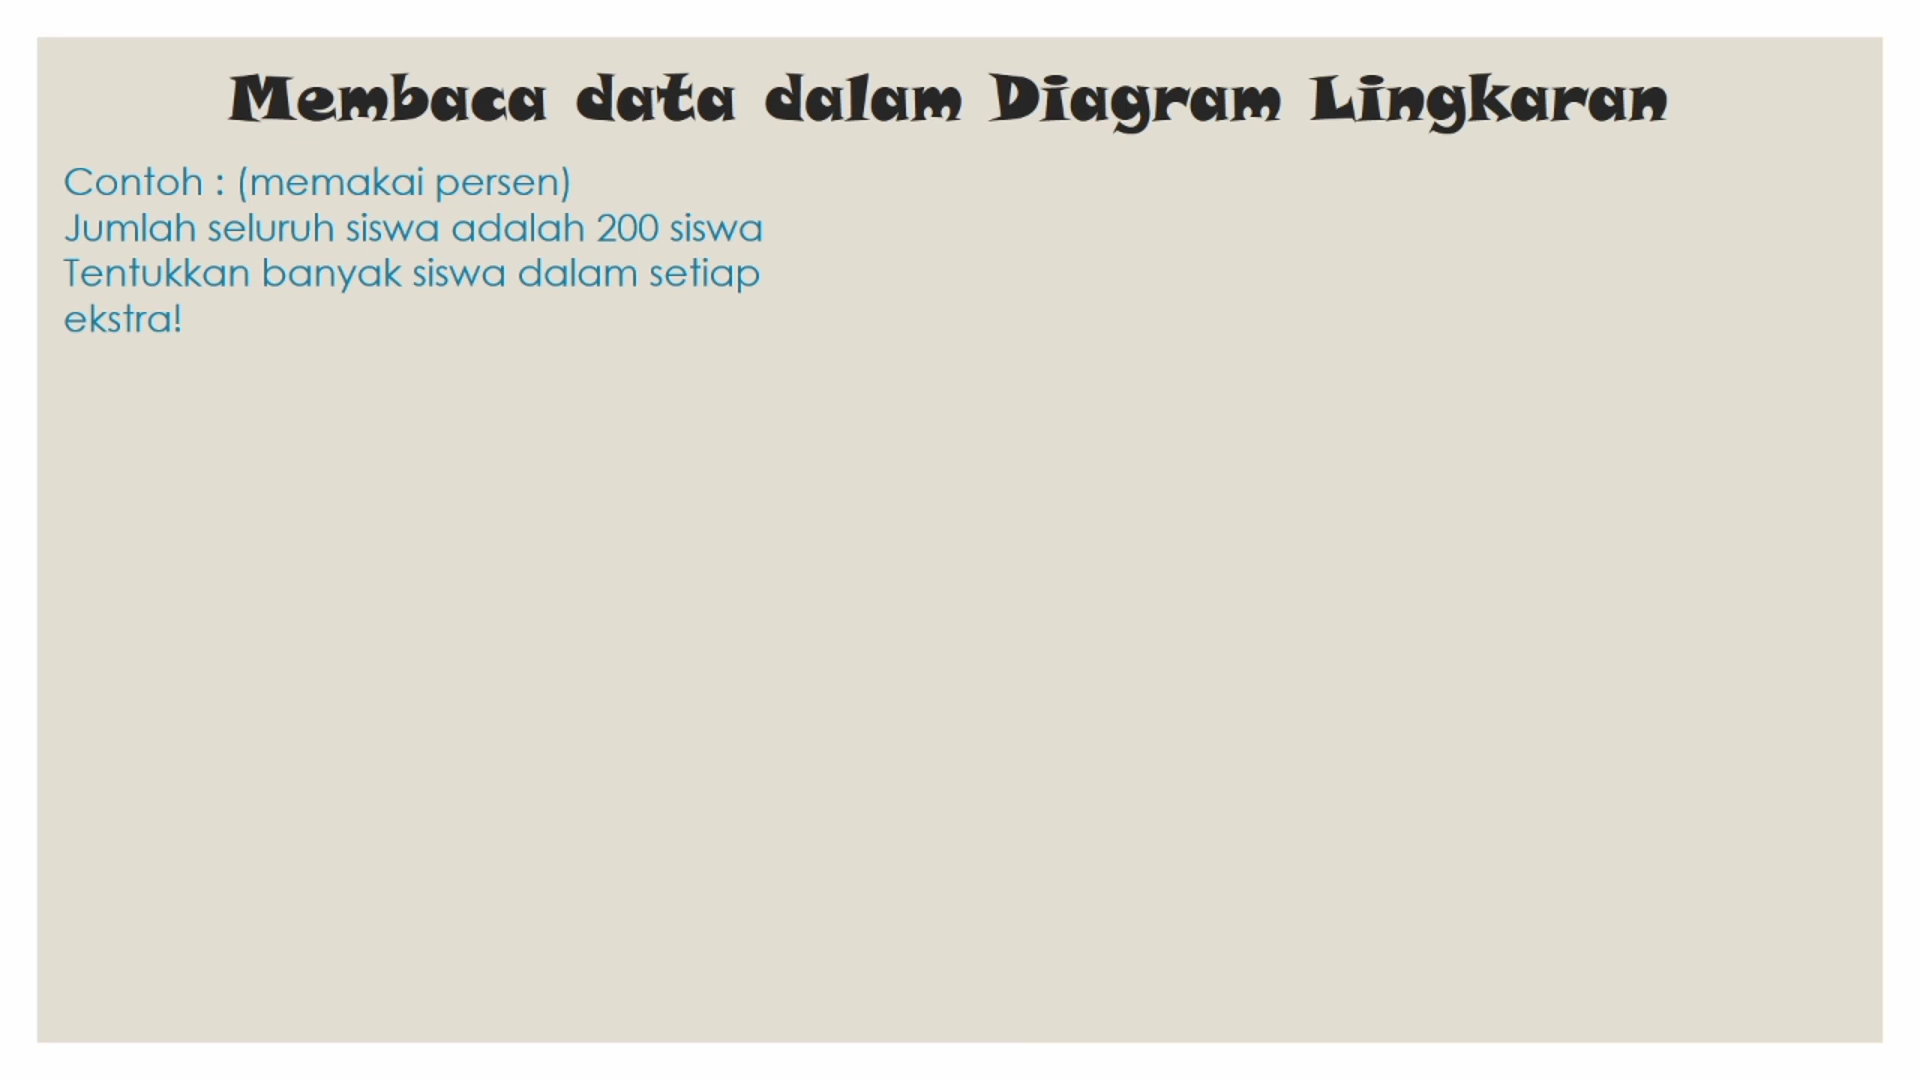 Membaca data dalam Diagram Lingkaran
Contoh : (memakai persen)
Jumlah seluruh siswa adalah 200 siswa
Tentukkan banyak siswa dalam setiap
ekstra!